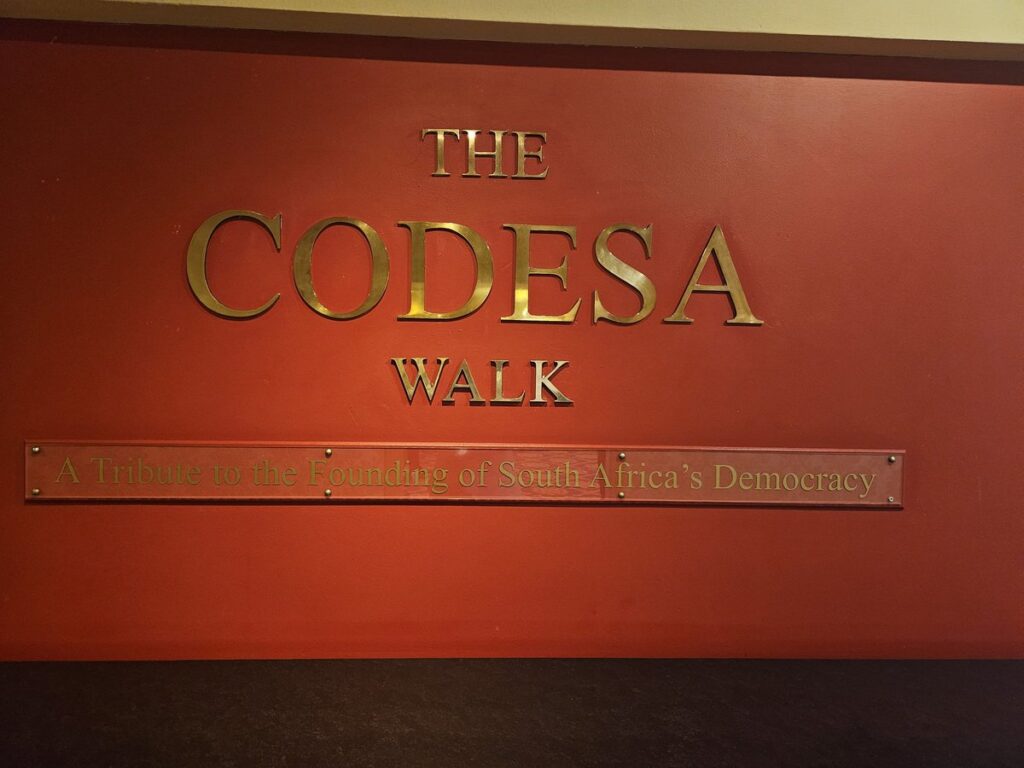 THE
CODESA
WALK
A Tribute to the Founding of South Africa's Democracy